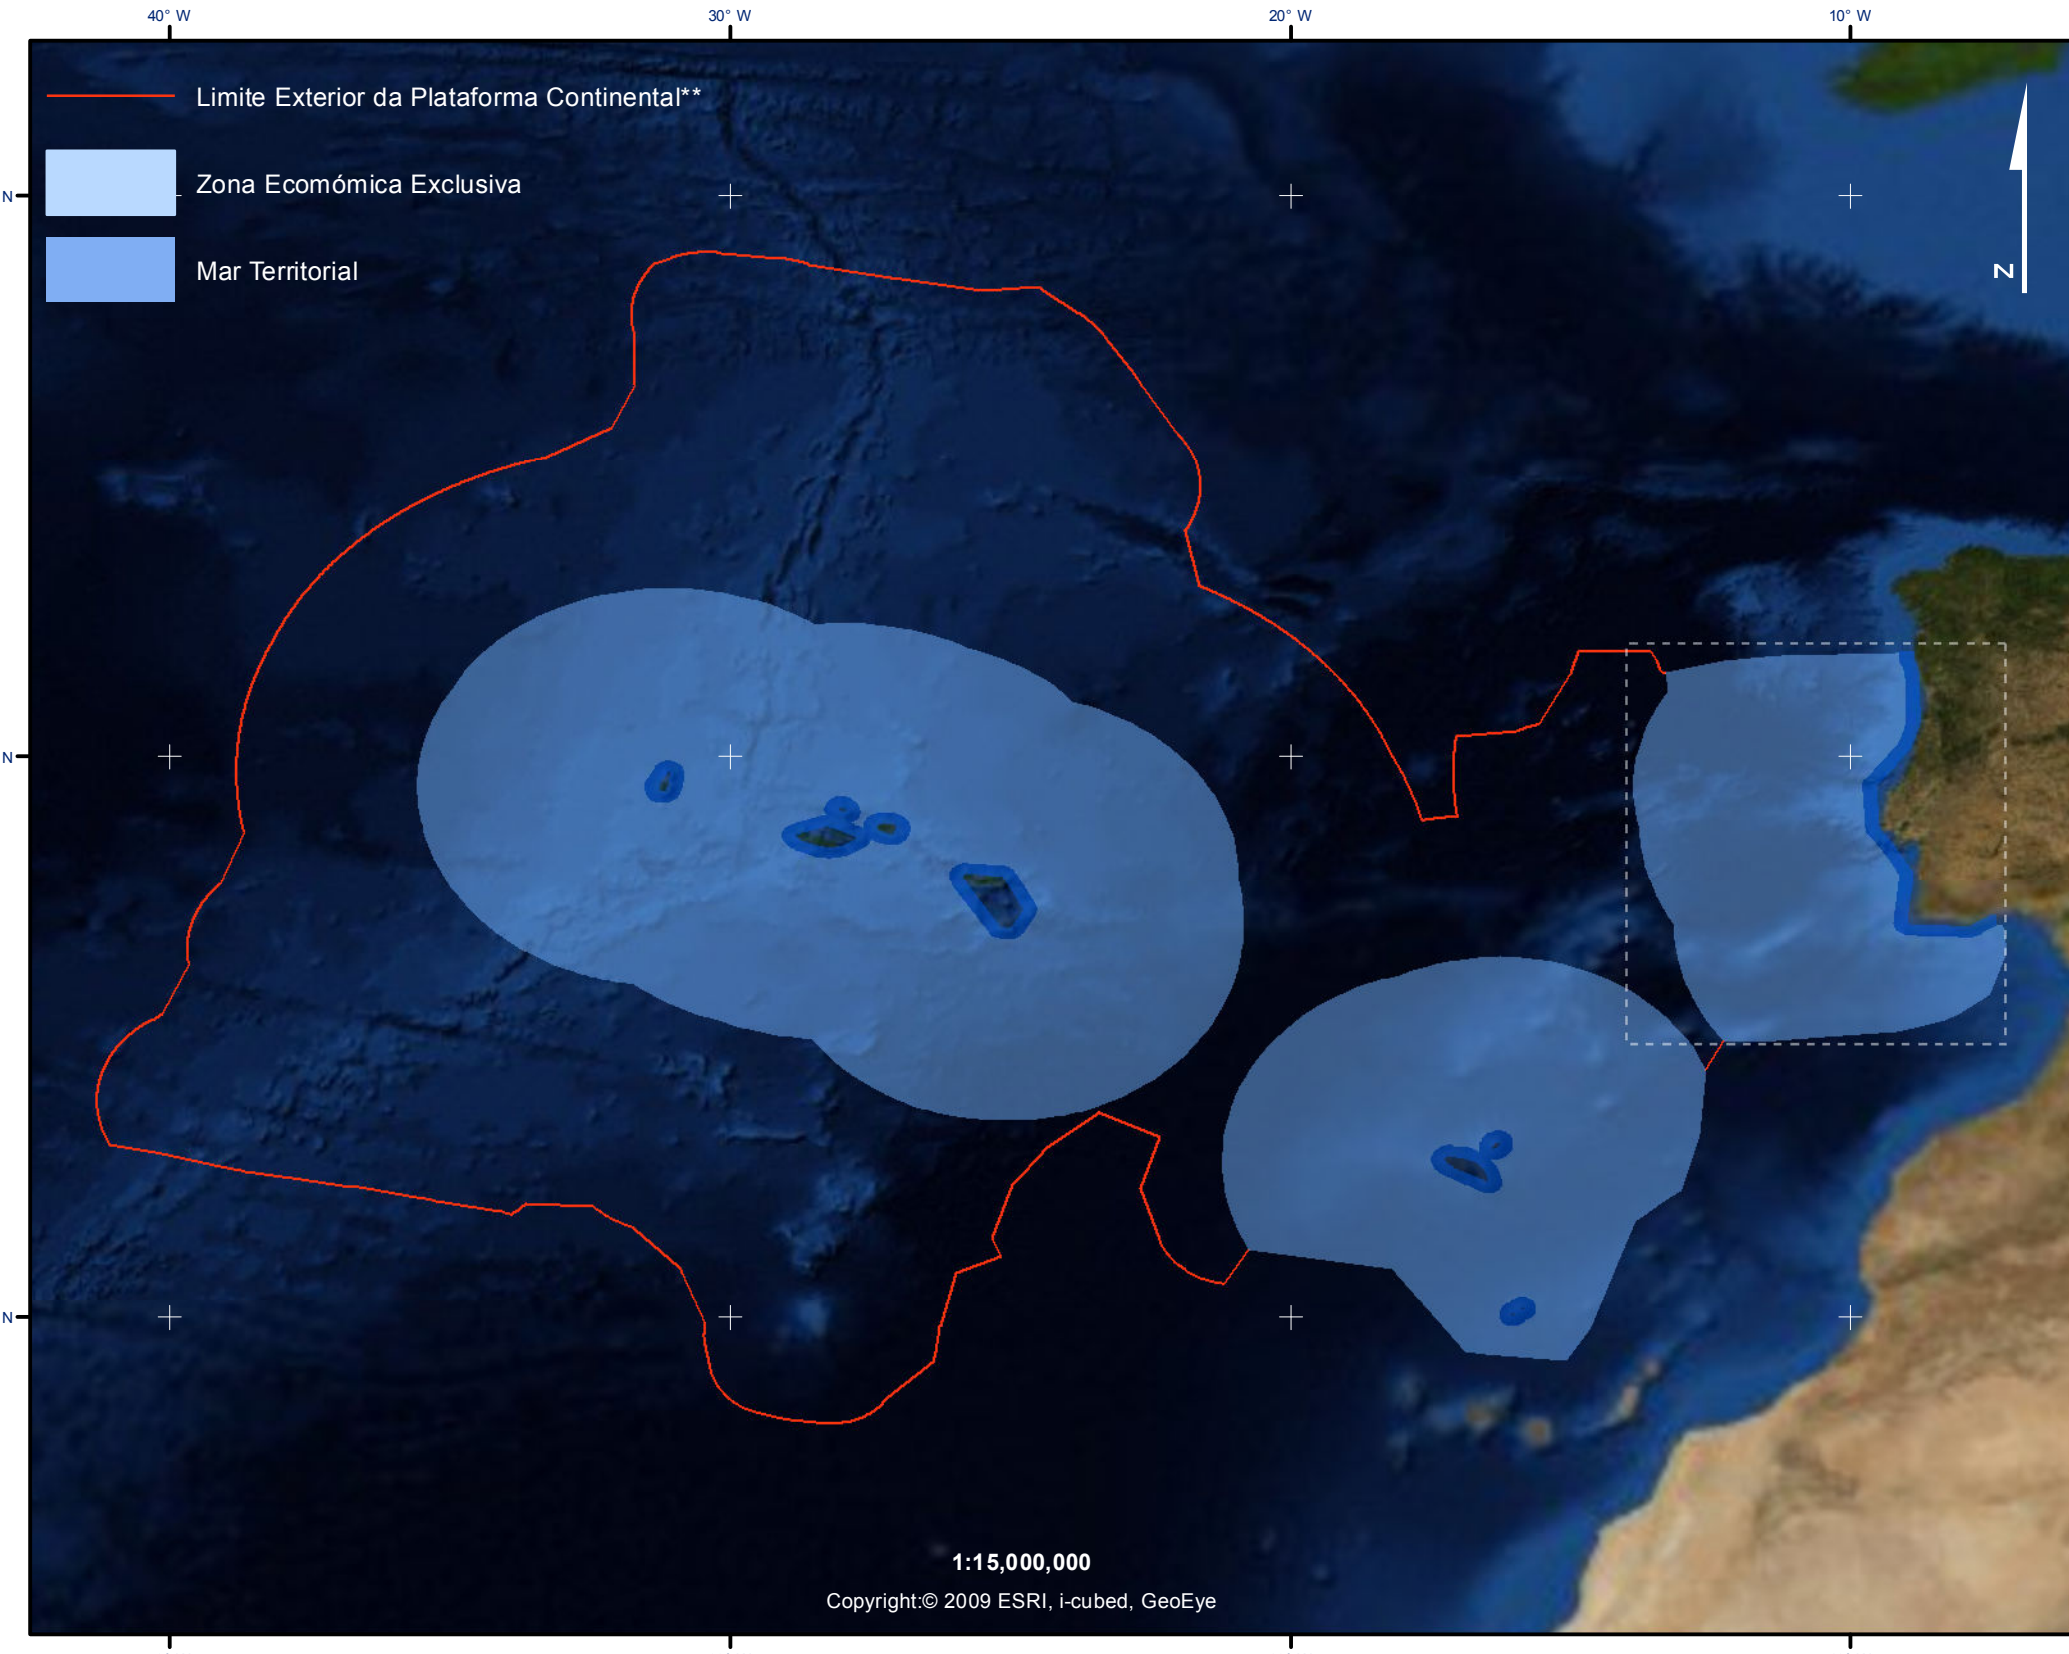 40° W 30° W 20° W 10° W
Limite Exterior da Plataforma Continental**
Zona Ecomómica Exclusiva
N
Mar Territorial
Z
N
N
1:15,000,000
Copyright:© 2009 ESRI, i-cubed, GeoEye